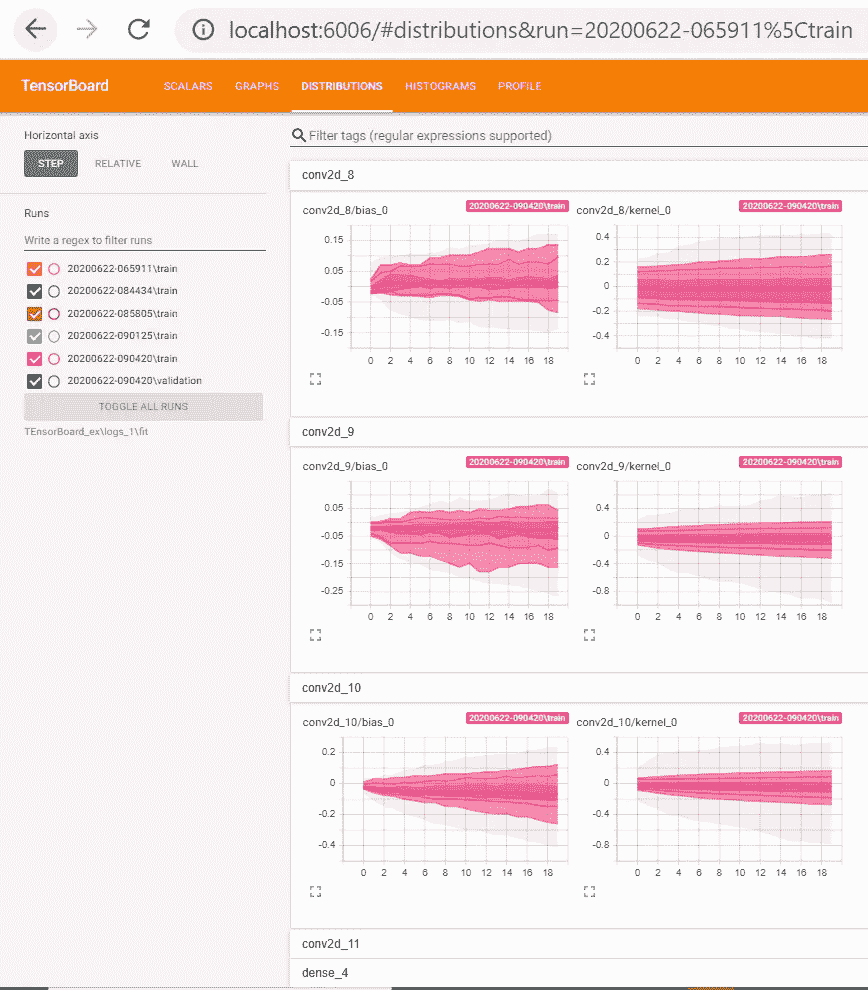 localhost:6006/#distributions&run=20200622-065911%5Ctrain
TensorBoard SCALARS GRAPHS DISTRIBUTIONS HISTOGRAMS PROFILE
Horizontal axis
STEP RELATIVE WALL
Runs
Write a regex to filter runs
20200622-065911\train
20200622-084434\train
20200622-085805\train
20200622-090125\train
20200622-090420\train
20200622-090420\validation
TOGGLE ALL RUNS
TEnsorBoard_ex\logs_1\fit
Filter tags (regular expressions supported)
conv2d_8
conv2d_8/bias_0 20200622-090420\train
0.15
0.05
-0.05
-0.15
0 2 4 6 8 10 12 14 16 18
conv2d_8/kernel_0 20200622-090420\train
0.4
0.2
0
-0.2
-0.4
0 2 4 6 8 10 12 14 16 18
conv2d_9
conv2d_9/bias_0 20200622-090420\train
0.05
-0.05
-0.15
-0.25
0 2 4 6 8 10 12 14 16 18
conv2d_9/kernel_0 20200622-090420\train
0.4
0
-0.4
-0.8
0 2 4 6 8 10 12 14 16 18
conv2d_10
conv2d_10/bias_0 20200622-090420\train
0.2
0
-0.2
-0.4
0 2 4 6 8 10 12 14 16 18
conv2d_10/kernel_0 20200622-090420\train
0.4
0
-0.4
-0.8
0 2 4 6 8 10 12 14 16 18
conv2d_11
dense_4